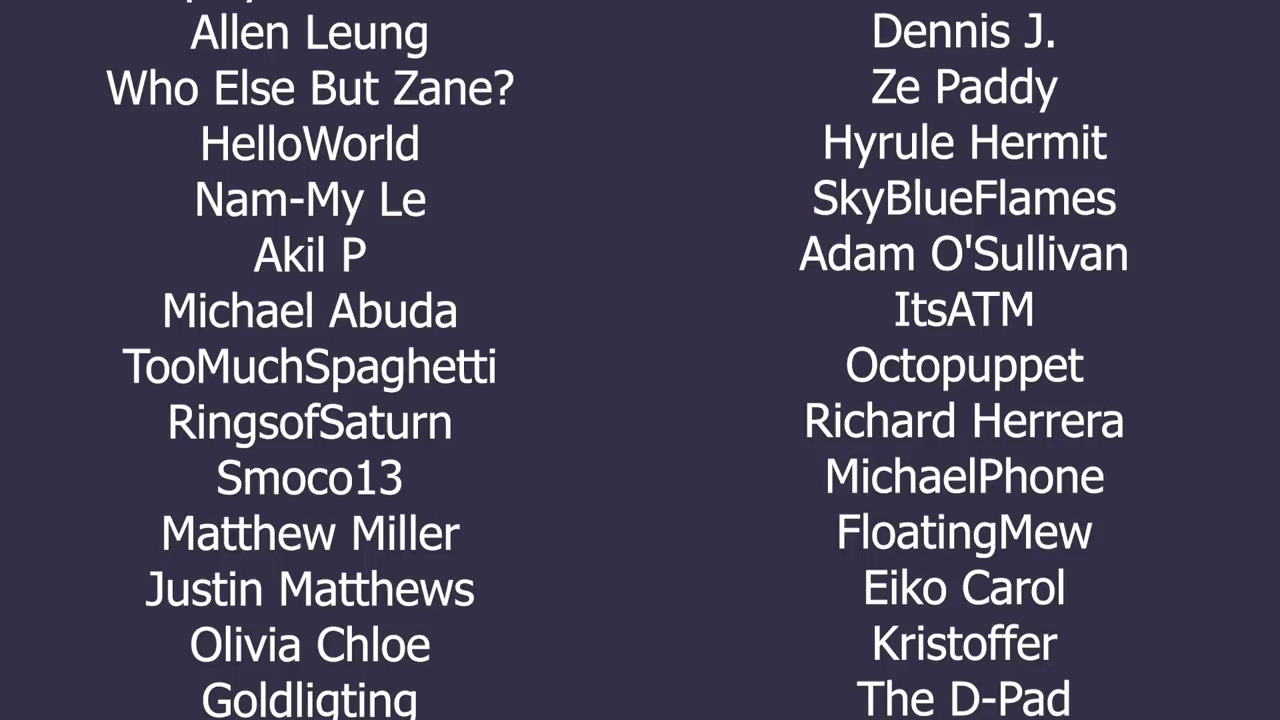 Allen Leung
Who Else But Zane?
HelloWorld
Nam-My Le
Akil P
Michael Abuda
TooMuchSpaghetti
RingsofSaturn
Smoco13
Matthew Miller
Justin Matthews
Olivia Chloe
Goldligting
Dennis J.
Ze Paddy
Hyrule Hermit
SkyBlueFlames
Adam O'Sullivan
ItsATM
Octopuppet
Richard Herrera
MichaelPhone
FloatingMew
Eiko Carol
Kristoffer
The D-Pad